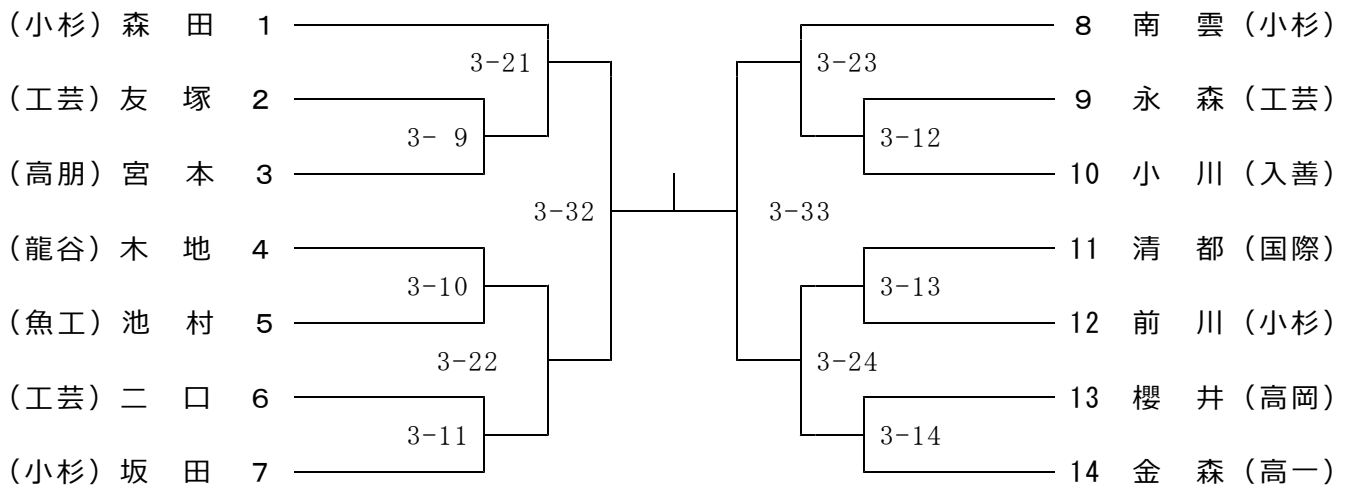 （小杉）森　田　1
8　南　雲（小杉）
3-21
3-23
（工芸）友　塚　2
9　永　森（工芸）
3- 9
3-12
（高朋）宮　本　3
10　小　川（入善）
3-32
3-33
（龍谷）木　地　4
11　清　都（国際）
3-10
3-13
（魚工）池　村　5
12　前　川（小杉）
3-22
3-24
（工芸）二　口　6
13　櫻　井（高岡）
3-11
3-14
（小杉）坂　田　7
14　金　森（高一）